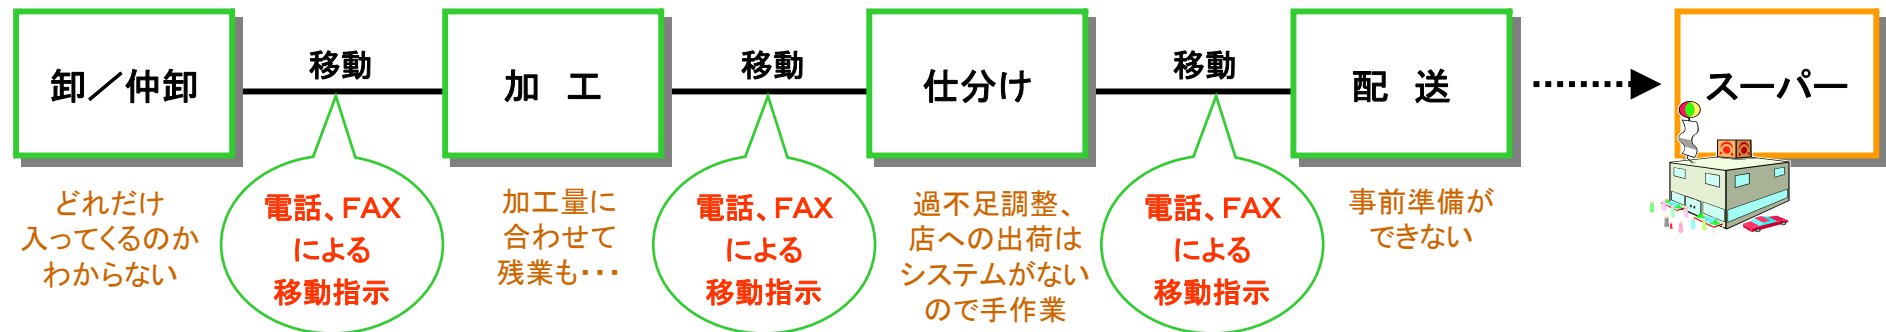 卸／仲卸
移動
加　工
移動
仕分け
移動
配　送
スーパー
どれだけ
入ってくるのか
わからない
電話、FAX
による
移動指示
加工量に
合わせて
残業も・・・
電話、FAX
による
移動指示
過不足調整、
店への出荷は
システムがない
ので手作業
電話、FAX
による
移動指示
事前準備が
できない